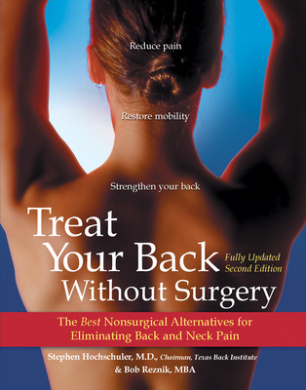 Reduce pain
Restore mobility
Strengthen your back
Treat
Your Back
Fully Updated
Second Edition
Without Surgery
The Best Nonsurgical Alternatives for
Eliminating Back and Neck Pain
Stephen Hochschuler, M.D., Chairman, Texas Back Institute
& Bob Reznik, MBA